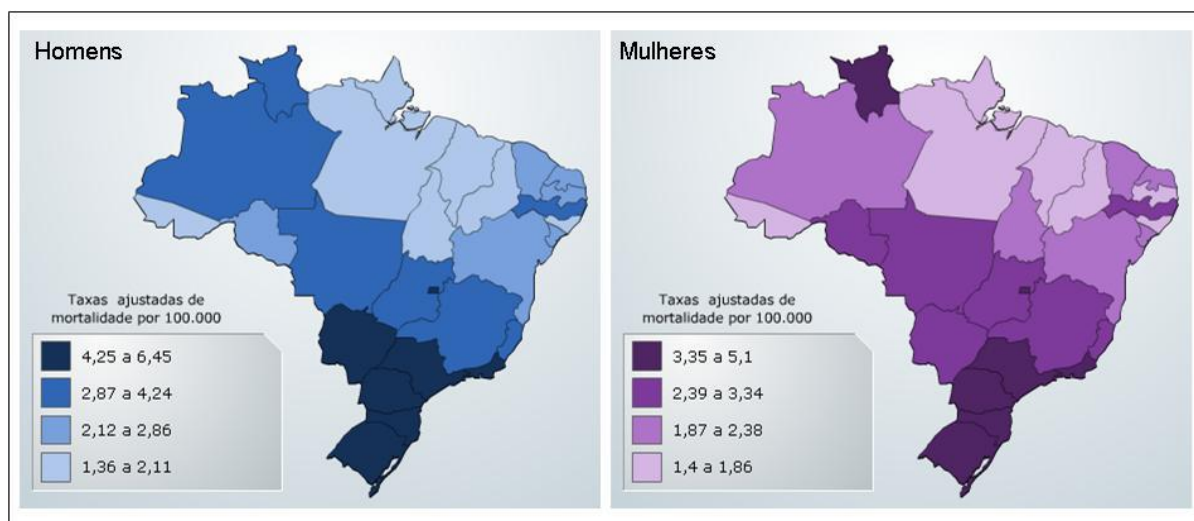 Homens
Taxas ajustadas de
mortalidade por 100.000
4,25 a 6,45
2,87 a 4,24
2,12 a 2,86
1,36 a 2,11
Mulheres
Taxas ajustadas de
mortalidade por 100.000
3,35 a 5,1
2,39 a 3,34
1,87 a 2,38
1,4 a 1,86